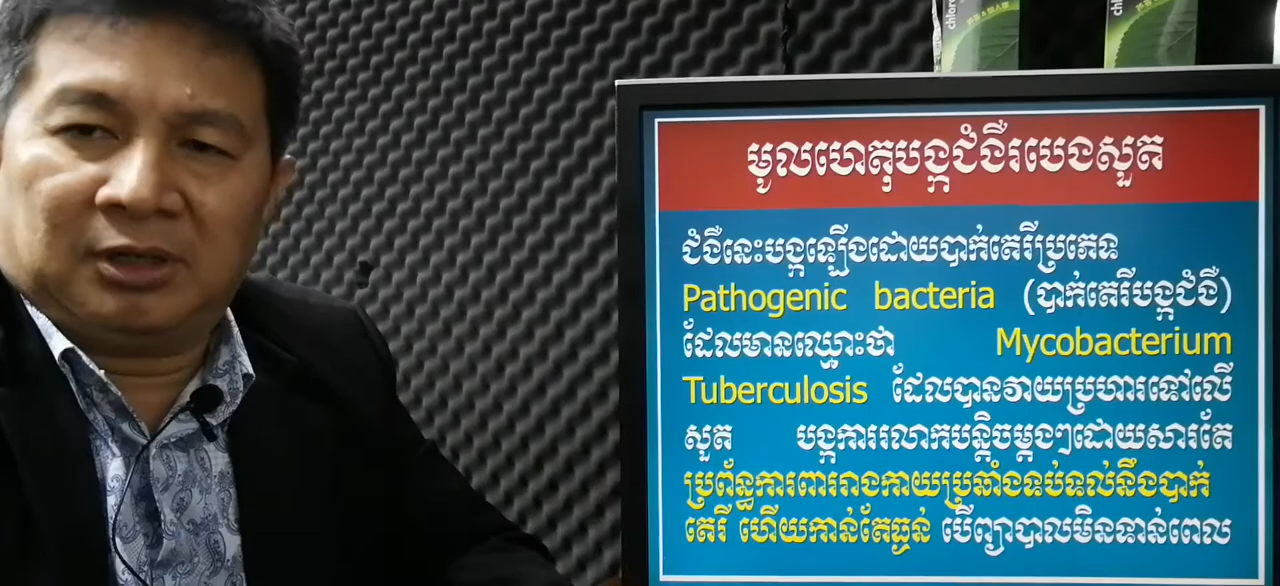 chlor
chlor
មូលហេតុបង្កជំងឺរបេងសួត
ជំងឺនេះបង្កឡើងដោយបាក់តេរីប្រភេទ
Pathogenic bacteria (បាក់តេរីបង្កជំងឺ)
ដែលមានឈ្មោះថា Mycobacterium
Tuberculosis ដែលបានវាយប្រហារទៅលើ
សួត បង្កការរលាកបន្តិចម្តងៗដោយសារតែ
ប្រព័ន្ធការពាររាងកាយប្រឆាំងទប់ទល់នឹងបាក់
តេរី ហើយកាន់តែធ្ងន់ បើព្យាបាលមិនទាន់ពេល